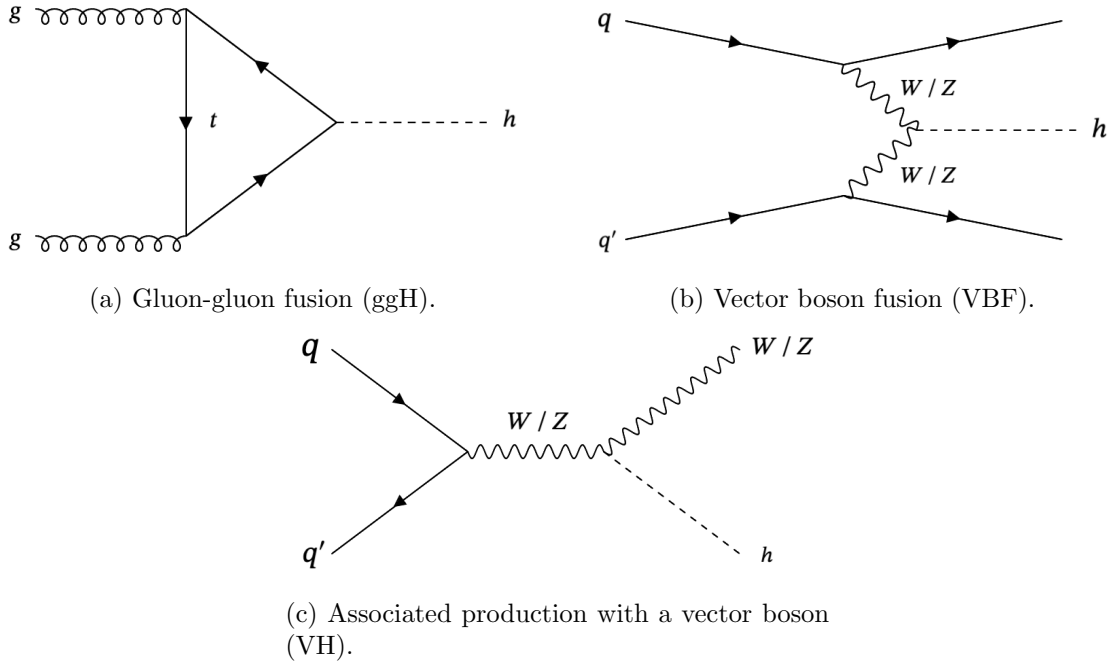 g
t
h
g
(a) Gluon-gluon fusion (ggH).
q
W / Z
h
W / Z
q′
(b) Vector boson fusion (VBF).
q
W / Z
W / Z
q′
h
(c) Associated production with a vector boson
(VH).